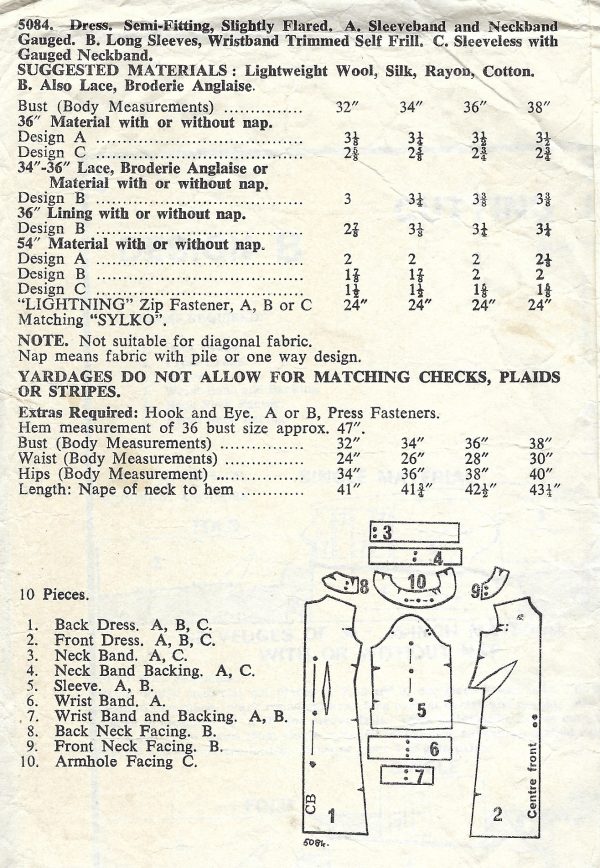 5084. Dress. Semi-Fitting, Slightly Flared. A. Sleeveband and Neckband
Gauged. B. Long Sleeves, Wristband Trimmed Self Frill. C. Sleeveless with
Gauged Neckband.
SUGGESTED MATERIALS : Lightweight Wool, Silk, Rayon, Cotton.
B. Also Lace, Broderie Anglaise.
Bust (Body Measurements) .............. 32″ 34″ 36″ 38″
36″ Material with or without nap.
Design A .............................. 3⅛ 3¼ 3½ 3½
Design C .............................. 2⅝ 2⅝ 2¾ 2¾
34″-36″ Lace, Broderie Anglaise or
Material with or without nap.
Design B .............................. 3 3¼ 3⅜ 3⅜
36″ Lining with or without nap.
Design B .............................. 2⅞ 3⅛ 3¼ 3¼
54″ Material with or without nap.
Design A .............................. 2 2 2 2⅛
Design B .............................. 1⅞ 1⅞ 2 2
Design C .............................. 1½ 1½ 1⅝ 1⅝
“LIGHTNING” Zip Fastener, A, B or C 24″ 24″ 24″ 24″
Matching “SYLKO”.
NOTE. Not suitable for diagonal fabric.
Nap means fabric with pile or one way design.
YARDAGES DO NOT ALLOW FOR MATCHING CHECKS, PLAIDS
OR STRIPES.
Extras Required: Hook and Eye. A or B, Press Fasteners.
Hem measurement of 36 bust size approx. 47″.
Bust (Body Measurements) .............. 32″ 34″ 36″ 38″
Waist (Body Measurements) ............ 24″ 26″ 28″ 30″
Hips (Body Measurement) .............. 34″ 36″ 38″ 40″
Length: Nape of neck to hem ............ 41″ 41¾″ 42½″ 43¼″
10 Pieces.
1. Back Dress. A, B, C.
2. Front Dress. A, B, C.
3. Neck Band. A, C.
4. Neck Band Backing. A, C.
5. Sleeve. A, B.
6. Wrist Band. A.
7. Wrist Band and Backing. A, B.
8. Back Neck Facing. B.
9. Front Neck Facing. B.
10. Armhole Facing C.
3
4
8
10
9
5
6
7
CB
1
2
Centre front
5084.